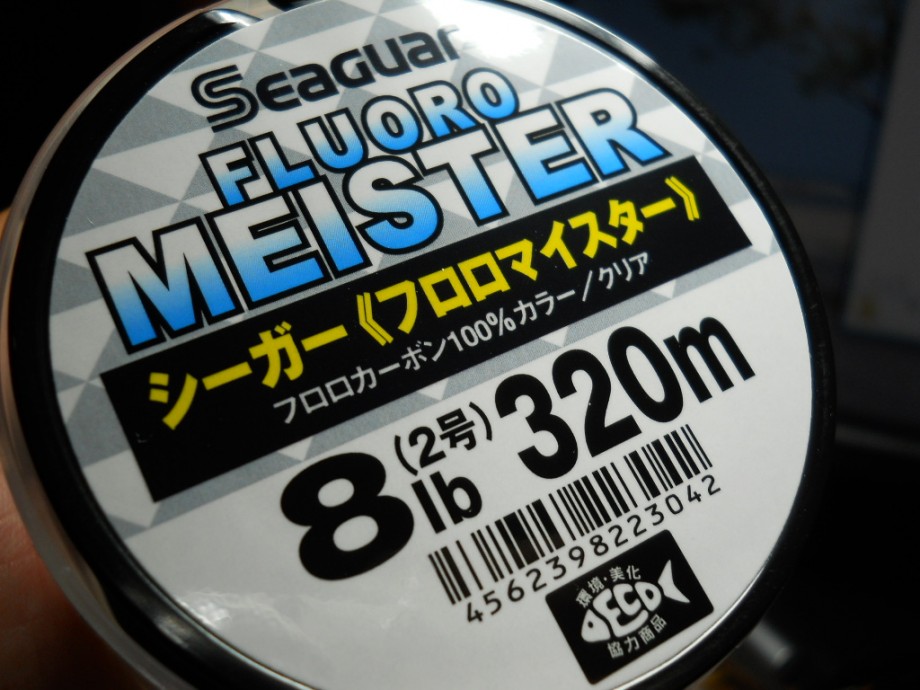 Seaguar
FLUORO
MEISTER
シーガー《フロロマイスター》
フロロカーボン100%カラー/クリア
8lb(2号)320m
4562398223042
環境・美化
ECO
協力商品